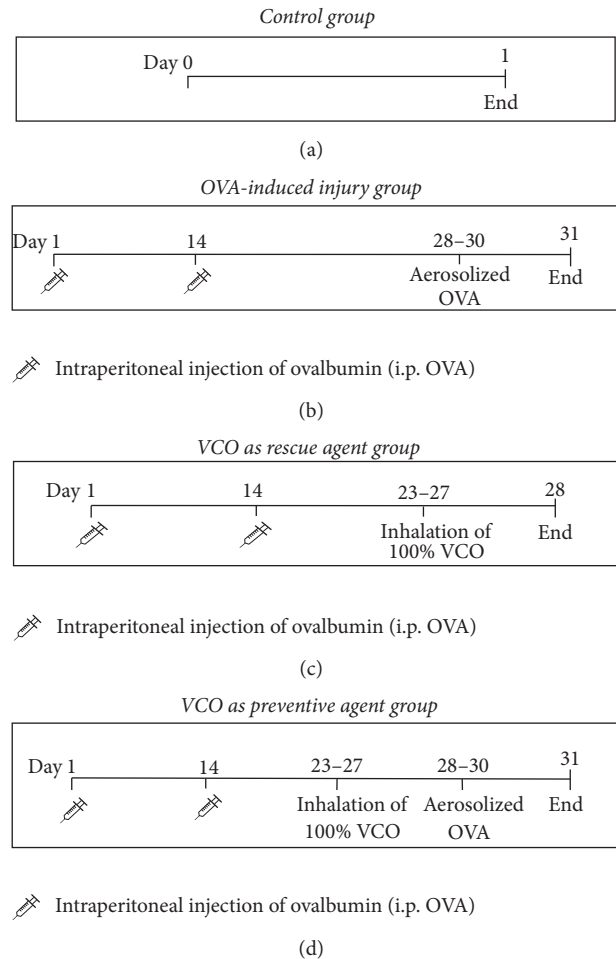 Control group
Day 0 1
End
(a)
OVA-induced injury group
Day 1 14 28–30 31
Aerosolized End
OVA
Intraperitoneal injection of ovalbumin (i.p. OVA)
(b)
VCO as rescue agent group
Day 1 14 23–27 28
Inhalation of End
100% VCO
Intraperitoneal injection of ovalbumin (i.p. OVA)
(c)
VCO as preventive agent group
Day 1 14 23–27 28–30 31
Inhalation of Aerosolized End
100% VCO OVA
Intraperitoneal injection of ovalbumin (i.p. OVA)
(d)